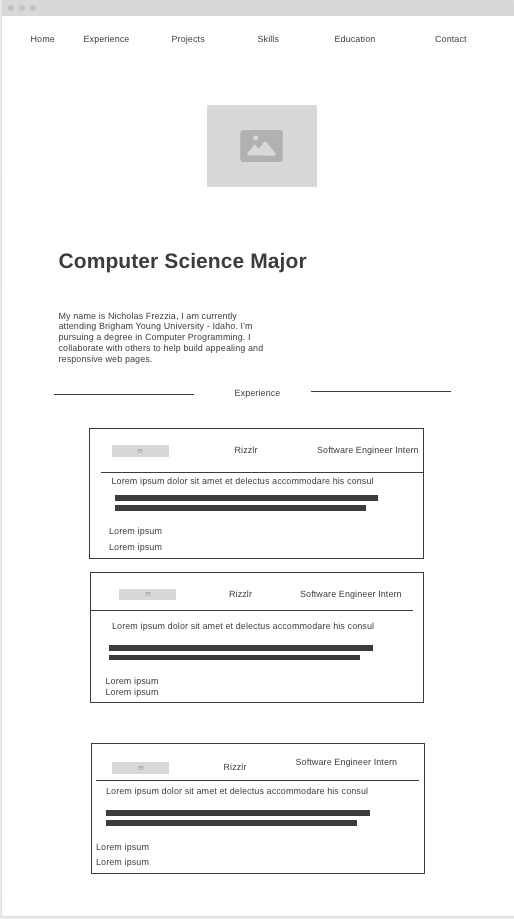 Home Experience Projects Skills Education Contact
Computer Science Major
My name is Nicholas Frezzia, I am currently
attending Brigham Young University - Idaho. I'm
pursuing a degree in Computer Programming. I
collaborate with others to help build appealing and
responsive web pages.
Experience
Rizzlr Software Engineer Intern
Lorem ipsum dolor sit amet et delectus accommodare his consul
Lorem ipsum
Lorem ipsum
Rizzlr Software Engineer Intern
Lorem ipsum dolor sit amet et delectus accommodare his consul
Lorem ipsum
Lorem ipsum
Rizzlr Software Engineer Intern
Lorem ipsum dolor sit amet et delectus accommodare his consul
Lorem ipsum
Lorem ipsum